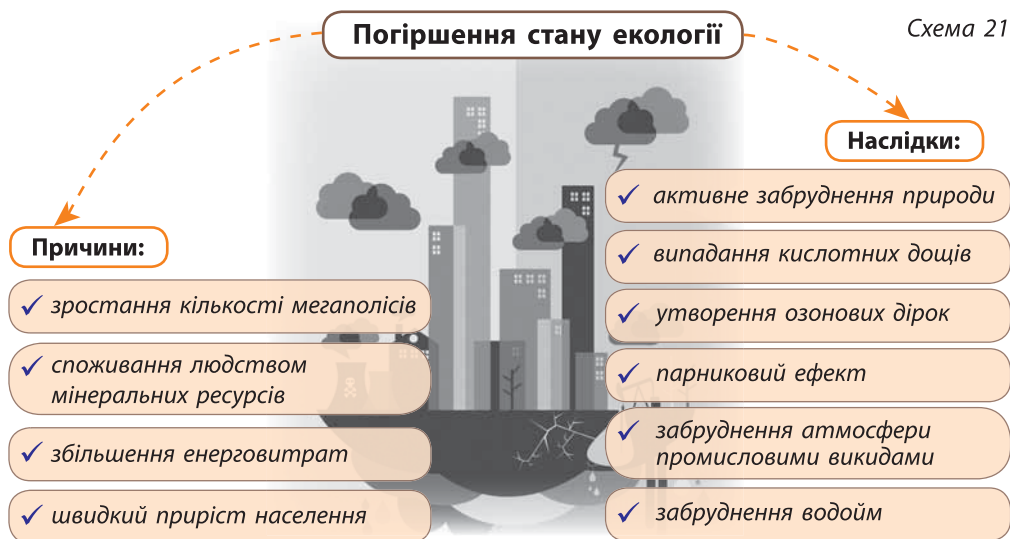 Погіршення стану екології
Схема 21
Причини:
зростання кількості мегаполісів
споживання людством
мінеральних ресурсів
збільшення енерговитрат
швидкий приріст населення
Наслідки:
активне забруднення природи
випадання кислотних дощів
утворення озонових дірок
парниковий ефект
забруднення атмосфери
промисловими викидами
забруднення водойм